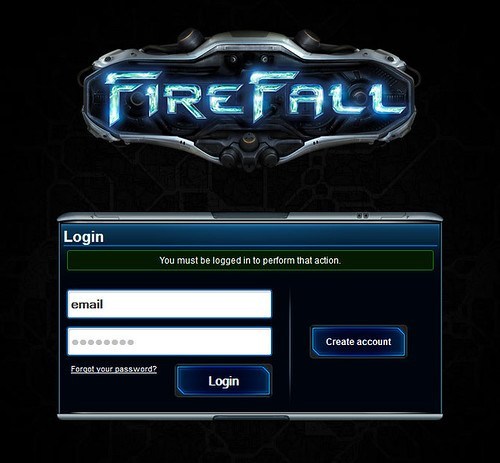 FIREFALL
Login
You must be logged in to perform that action.
email
Create account
Forgot your password?
Login